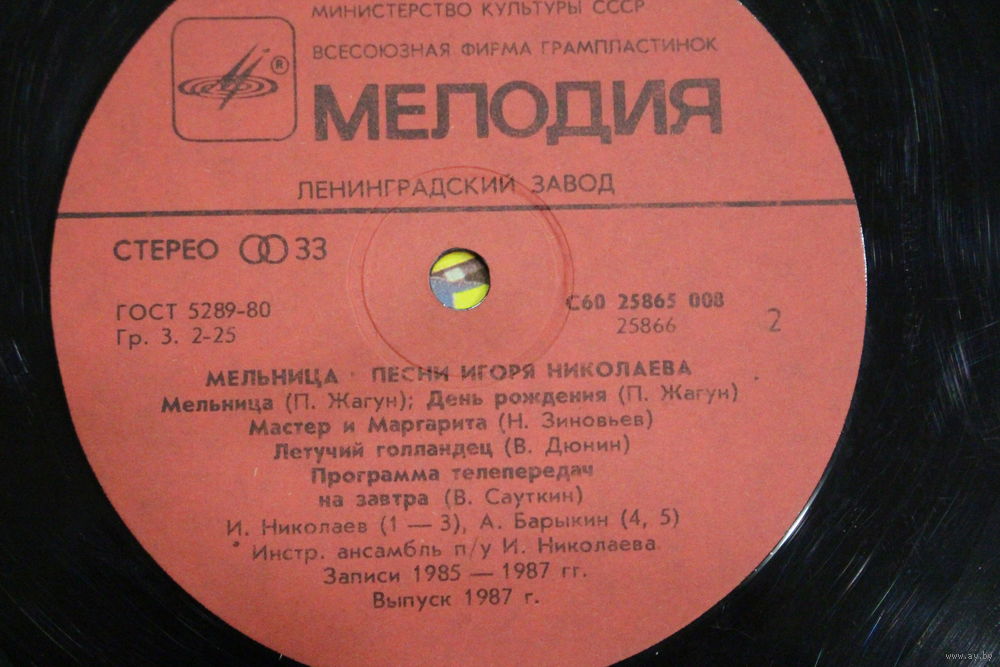 МИНИСТЕРСТВО КУЛЬТУРЫ СССР
ВСЕСОЮЗНАЯ ФИРМА ГРАМПЛАСТИНОК
®
МЕЛОДИЯ
ЛЕНИНГРАДСКИЙ ЗАВОД
СТЕРЕО 33
ГОСТ 5289-80
Гр. 3. 2-25
С60 25865 008
25866
2
МЕЛЬНИЦА · ПЕСНИ ИГОРЯ НИКОЛАЕВА
Мельница (П. Жагун); День рождения (П. Жагун)
Мастер и Маргарита (Н. Зиновьев)
Летучий голландец (В. Дюнин)
Программа телепередач
на завтра (В. Сауткин)
И. Николаев (1 — 3), А. Барыкин (4, 5)
Инстр. ансамбль п/у И. Николаева
Записи 1985 — 1987 гг.
Выпуск 1987 г.
www.ay.by